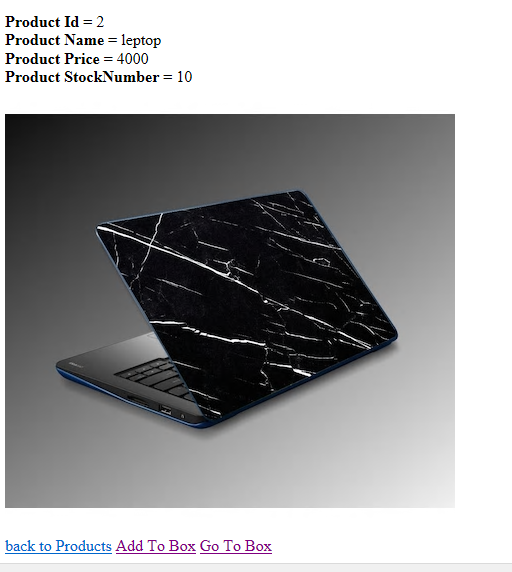 Product Id = 2
Product Name = leptop
Product Price = 4000
Product StockNumber = 10
back to Products Add To Box Go To Box